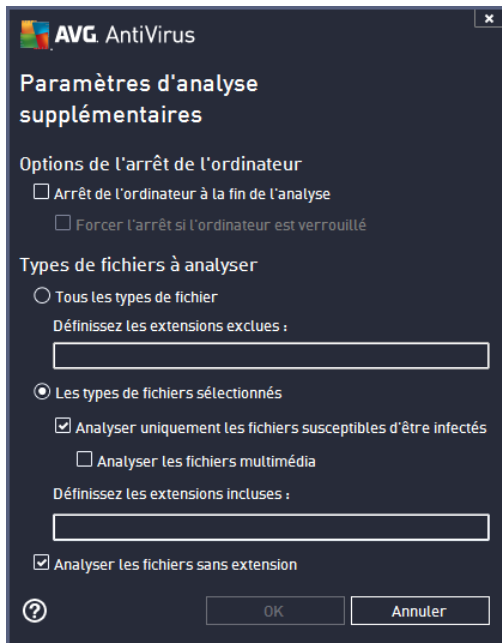 AVG. AntiVirus
Paramètres d'analyse
supplémentaires
Options de l'arrêt de l'ordinateur
Arrêt de l'ordinateur à la fin de l'analyse
Forcer l'arrêt si l'ordinateur est verrouillé
Types de fichiers à analyser
Tous les types de fichier
Définissez les extensions exclues :
Les types de fichiers sélectionnés
Analyser uniquement les fichiers susceptibles d'être infectés
Analyser les fichiers multimédia
Définissez les extensions incluses :
Analyser les fichiers sans extension
?
OK
Annuler